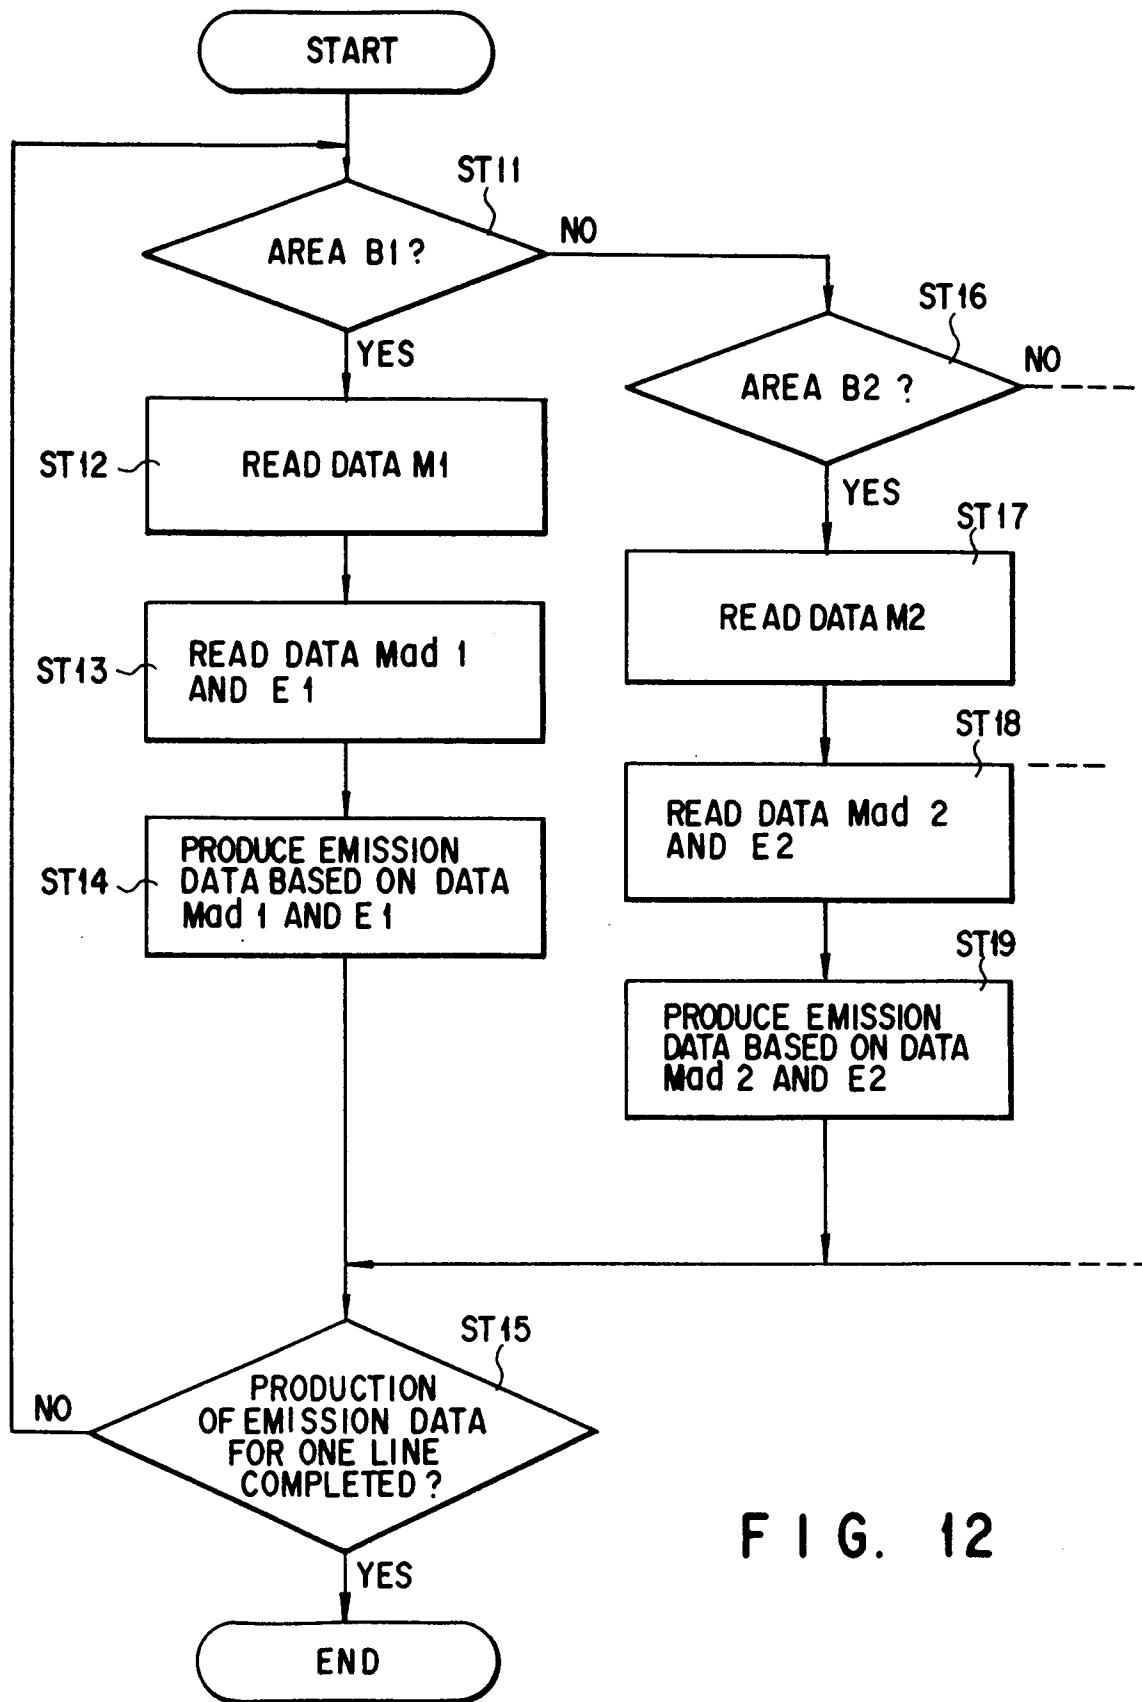 START
ST11
AREA B1?
NO
YES
ST16
AREA B2 ?
NO
YES
ST12
READ DATA M1
ST17
READ DATA M2
ST13
READ DATA Mad 1
AND E1
ST18
READ DATA Mad 2
AND E2
ST14
PRODUCE EMISSION
DATA BASED ON DATA
Mad 1 AND E1
ST19
PRODUCE EMISSION
DATA BASED ON DATA
Mad 2 AND E2
ST15
PRODUCTION
OF EMISSION DATA
FOR ONE LINE
COMPLETED ?
NO
YES
END
FIG. 12